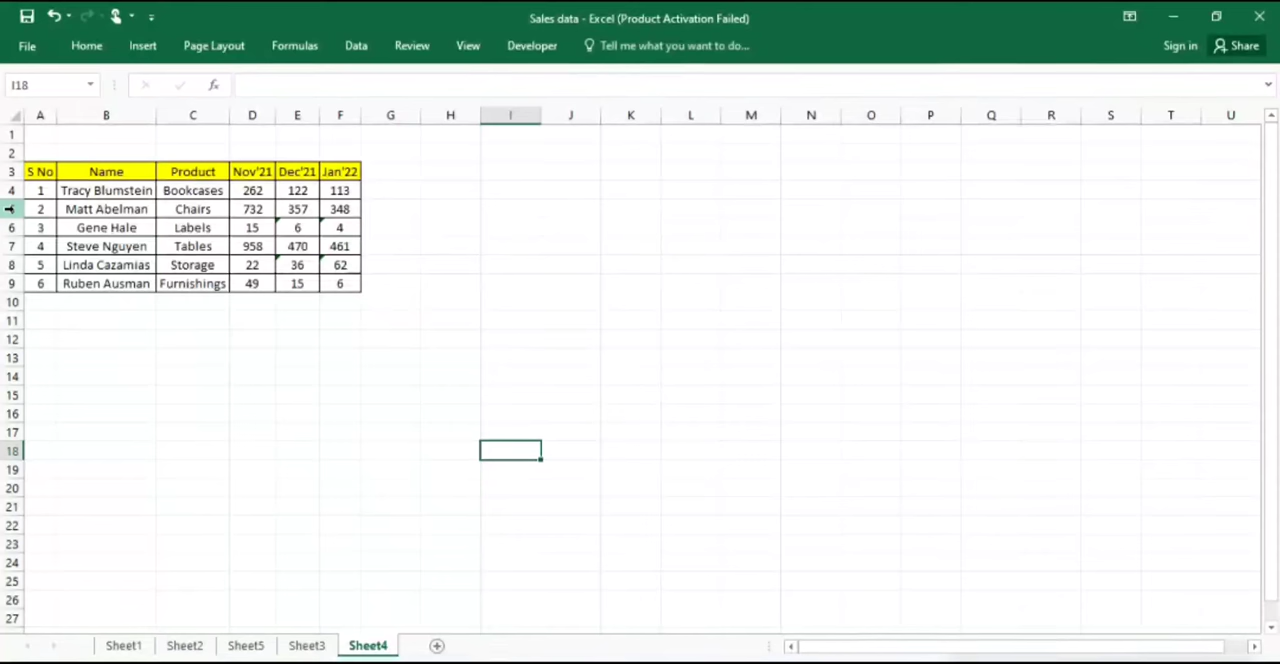 Sales data - Excel (Product Activation Failed)
File Home Insert Page Layout Formulas Data Review View Developer Tell me what you want to do... Sign in Share
I18 fx
A B C D E F G H I J K L M N O P Q R S T U
1
2
3 S No Name Product Nov'21 Dec'21 Jan'22
4 1 Tracy Blumstein Bookcases 262 122 113
2 Matt Abelman Chairs 732 357 348
6 3 Gene Hale Labels 15 6 4
7 4 Steve Nguyen Tables 958 470 461
8 5 Linda Cazamias Storage 22 36 62
9 6 Ruben Ausman Furnishings 49 15 6
10
11
12
13
14
15
16
17
18
19
20
21
22
23
24
25
26
27
Sheet1 Sheet2 Sheet5 Sheet3 Sheet4